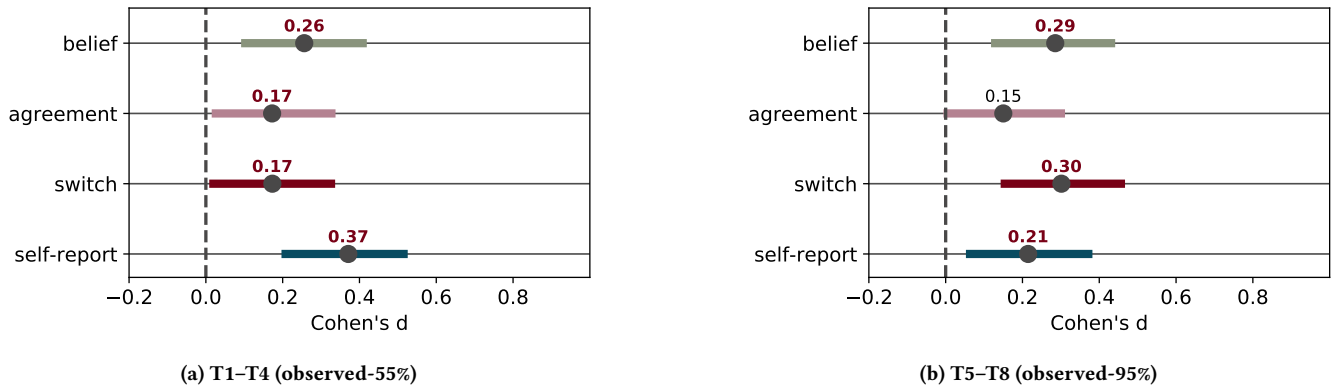 belief
0.26
agreement
0.17
switch
0.17
self-report
0.37
−0.2 0.0 0.2 0.4 0.6 0.8
Cohen's d
(a) T1–T4 (observed-55%)
belief
0.29
agreement
0.15
switch
0.30
self-report
0.21
−0.2 0.0 0.2 0.4 0.6 0.8
Cohen's d
(b) T5–T8 (observed-95%)